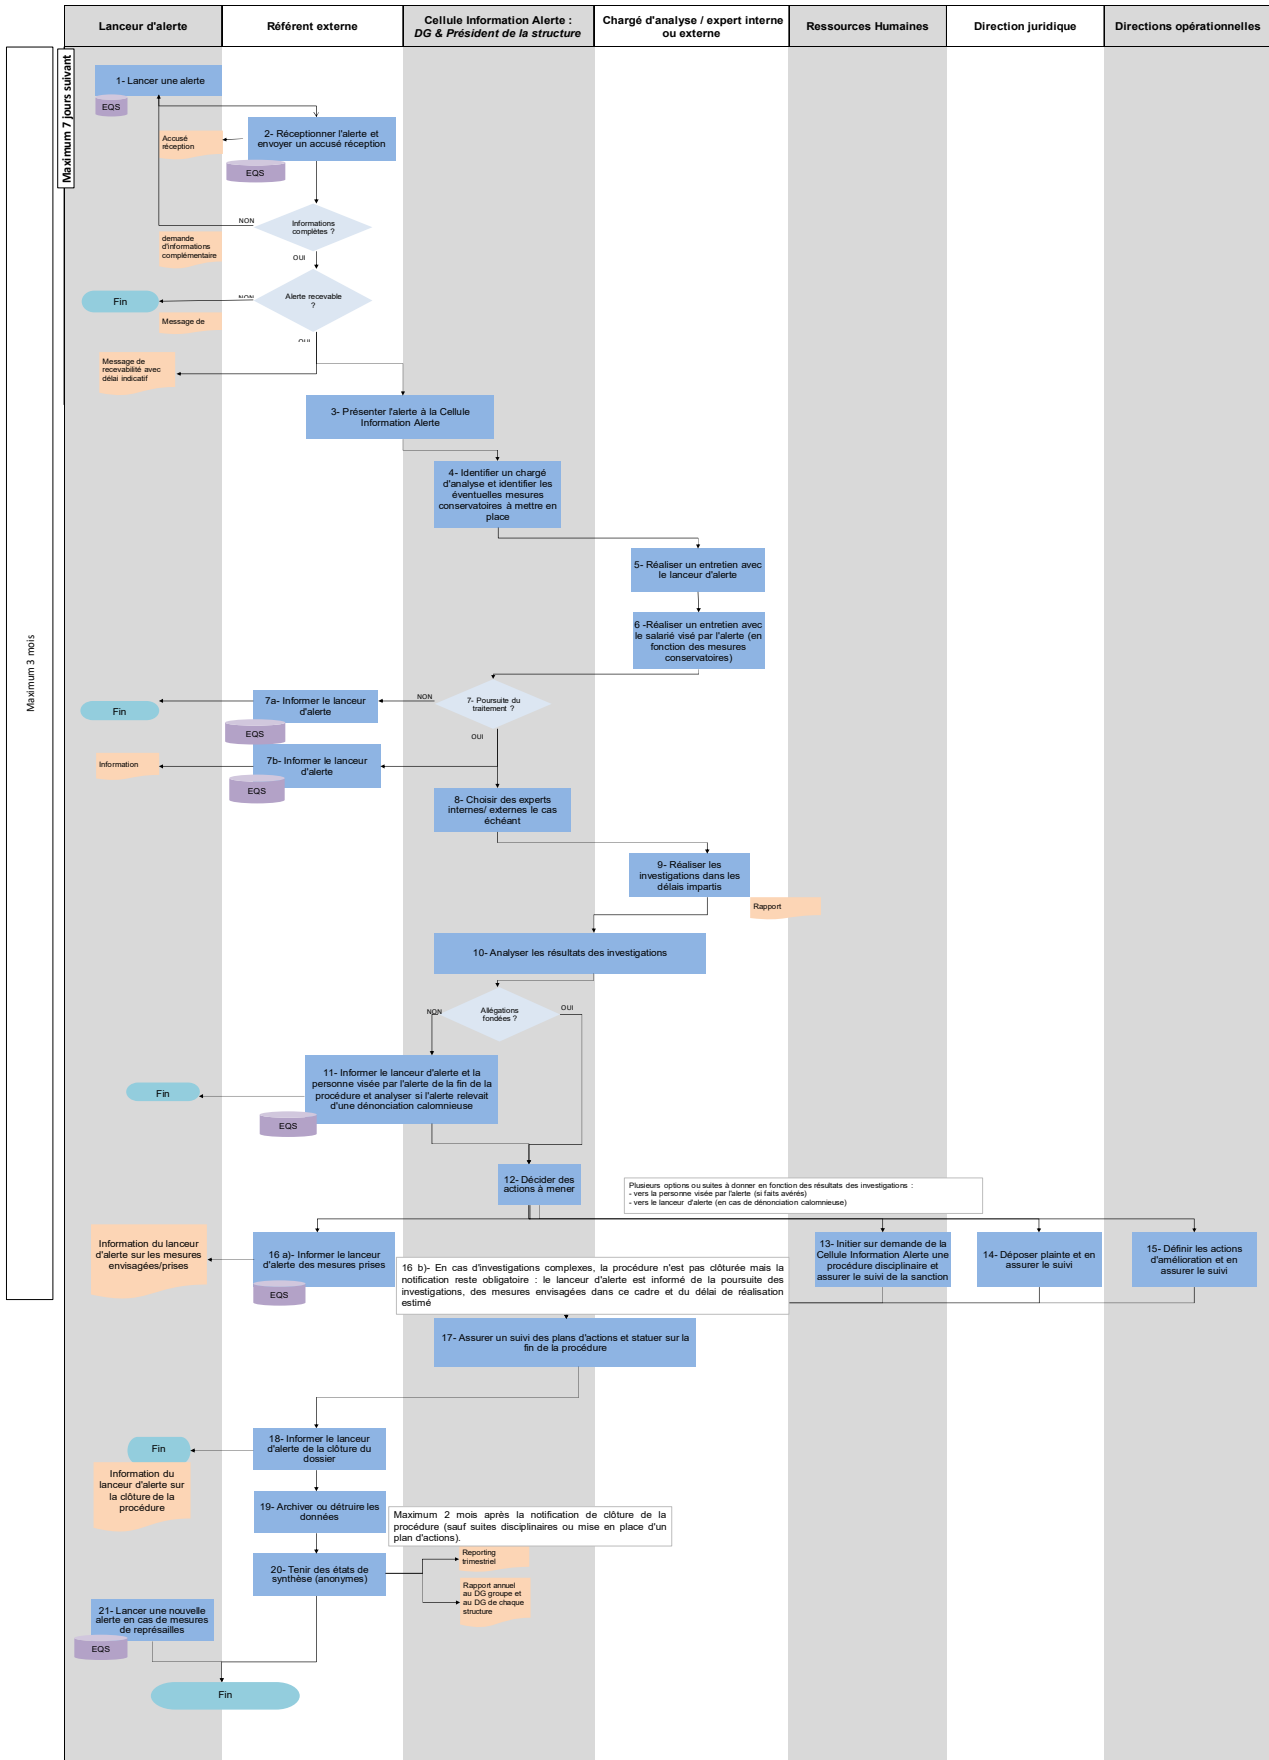 Lanceur d'alerte
Référent externe
Cellule Information Alerte :
DG & Président de la structure
Chargé d'analyse / expert interne
ou externe
Ressources Humaines
Direction juridique
Directions opérationnelles
Maximum 7 jours suivant
Maximum 3 mois
1- Lancer une alerte
EQS
2- Réceptionner l'alerte et
envoyer un accusé réception
Accusé
réception
EQS
Informations
complètes ?
NON
demande
d'informations
complémentaire
OUI
Alerte recevable
?
NON
Fin
Message de
OUI
Message de
recevabilité avec
délai indicatif
3- Présenter l'alerte à la Cellule
Information Alerte
4- Identifier un chargé
d'analyse et identifier les
éventuelles mesures
conservatoires à mettre en
place
5- Réaliser un entretien avec
le lanceur d'alerte
6 -Réaliser un entretien avec
le salarié visé par l'alerte (en
fonction des mesures
conservatoires)
7- Poursuite du
traitement ?
NON
7a- Informer le lanceur
d'alerte
Fin
EQS
OUI
7b- Informer le lanceur
d'alerte
Information
EQS
8- Choisir des experts
internes/ externes le cas
échéant
9- Réaliser les
investigations dans les
délais impartis
Rapport
10- Analyser les résultats des investigations
Allégations
fondées ?
NON
OUI
11- Informer le lanceur d'alerte et la
personne visée par l'alerte de la fin de la
procédure et analyser si l'alerte relevait
d'une dénonciation calomnieuse
Fin
EQS
12- Décider des
actions à mener
Plusieurs options ou suites à donner en fonction des résultats des investigations :
- vers la personne visée par l'alerte (si faits avérés)
- vers le lanceur d'alerte (en cas de dénonciation calomnieuse)
Information du lanceur
d'alerte sur les mesures
envisagées/prises
16 a)- Informer le lanceur
d'alerte des mesures prises
EQS
16 b)- En cas d'investigations complexes, la procédure n'est pas clôturée mais la
notification reste obligatoire : le lanceur d'alerte est informé de la poursuite des
investigations, des mesures envisagées dans ce cadre et du délai de réalisation
estimé
13- Initier sur demande de la
Cellule Information Alerte une
procédure disciplinaire et
assurer le suivi de la sanction
14- Déposer plainte et en
assurer le suivi
15- Définir les actions
d'amélioration et en
assurer le suivi
17- Assurer un suivi des plans d'actions et statuer sur la
fin de la procédure
18- Informer le lanceur
d'alerte de la clôture du
dossier
Fin
Information du
lanceur d'alerte sur
la clôture de la
procédure
19- Archiver ou détruire les
données
Maximum 2 mois après la notification de clôture de la
procédure (sauf suites disciplinaires ou mise en place d'un
plan d'actions).
20- Tenir des états de
synthèse (anonymes)
Reporting
trimestriel
Rapport annuel
au DG groupe et
au DG de chaque
structure
21- Lancer une nouvelle
alerte en cas de mesures
de représailles
EQS
Fin